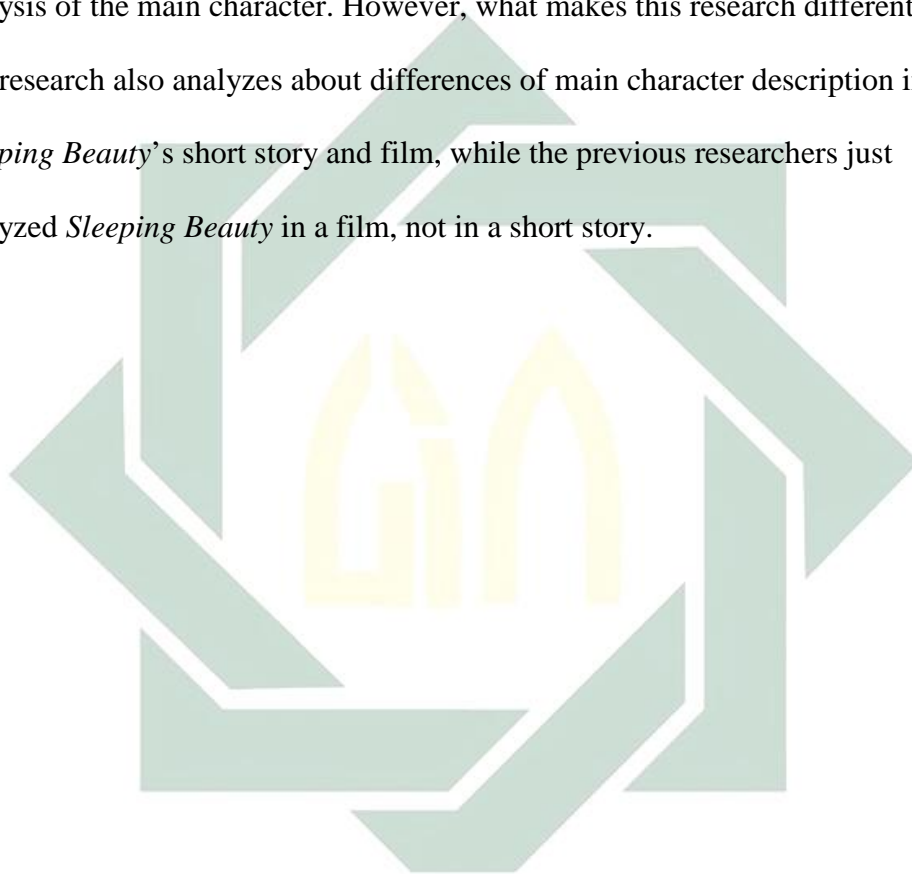 ysis of the main character. However, what makes this research different
research also analyzes about differences of main character description i
ping Beauty's short story and film, while the previous researchers just
yzed Sleeping Beauty in a film, not in a short story.